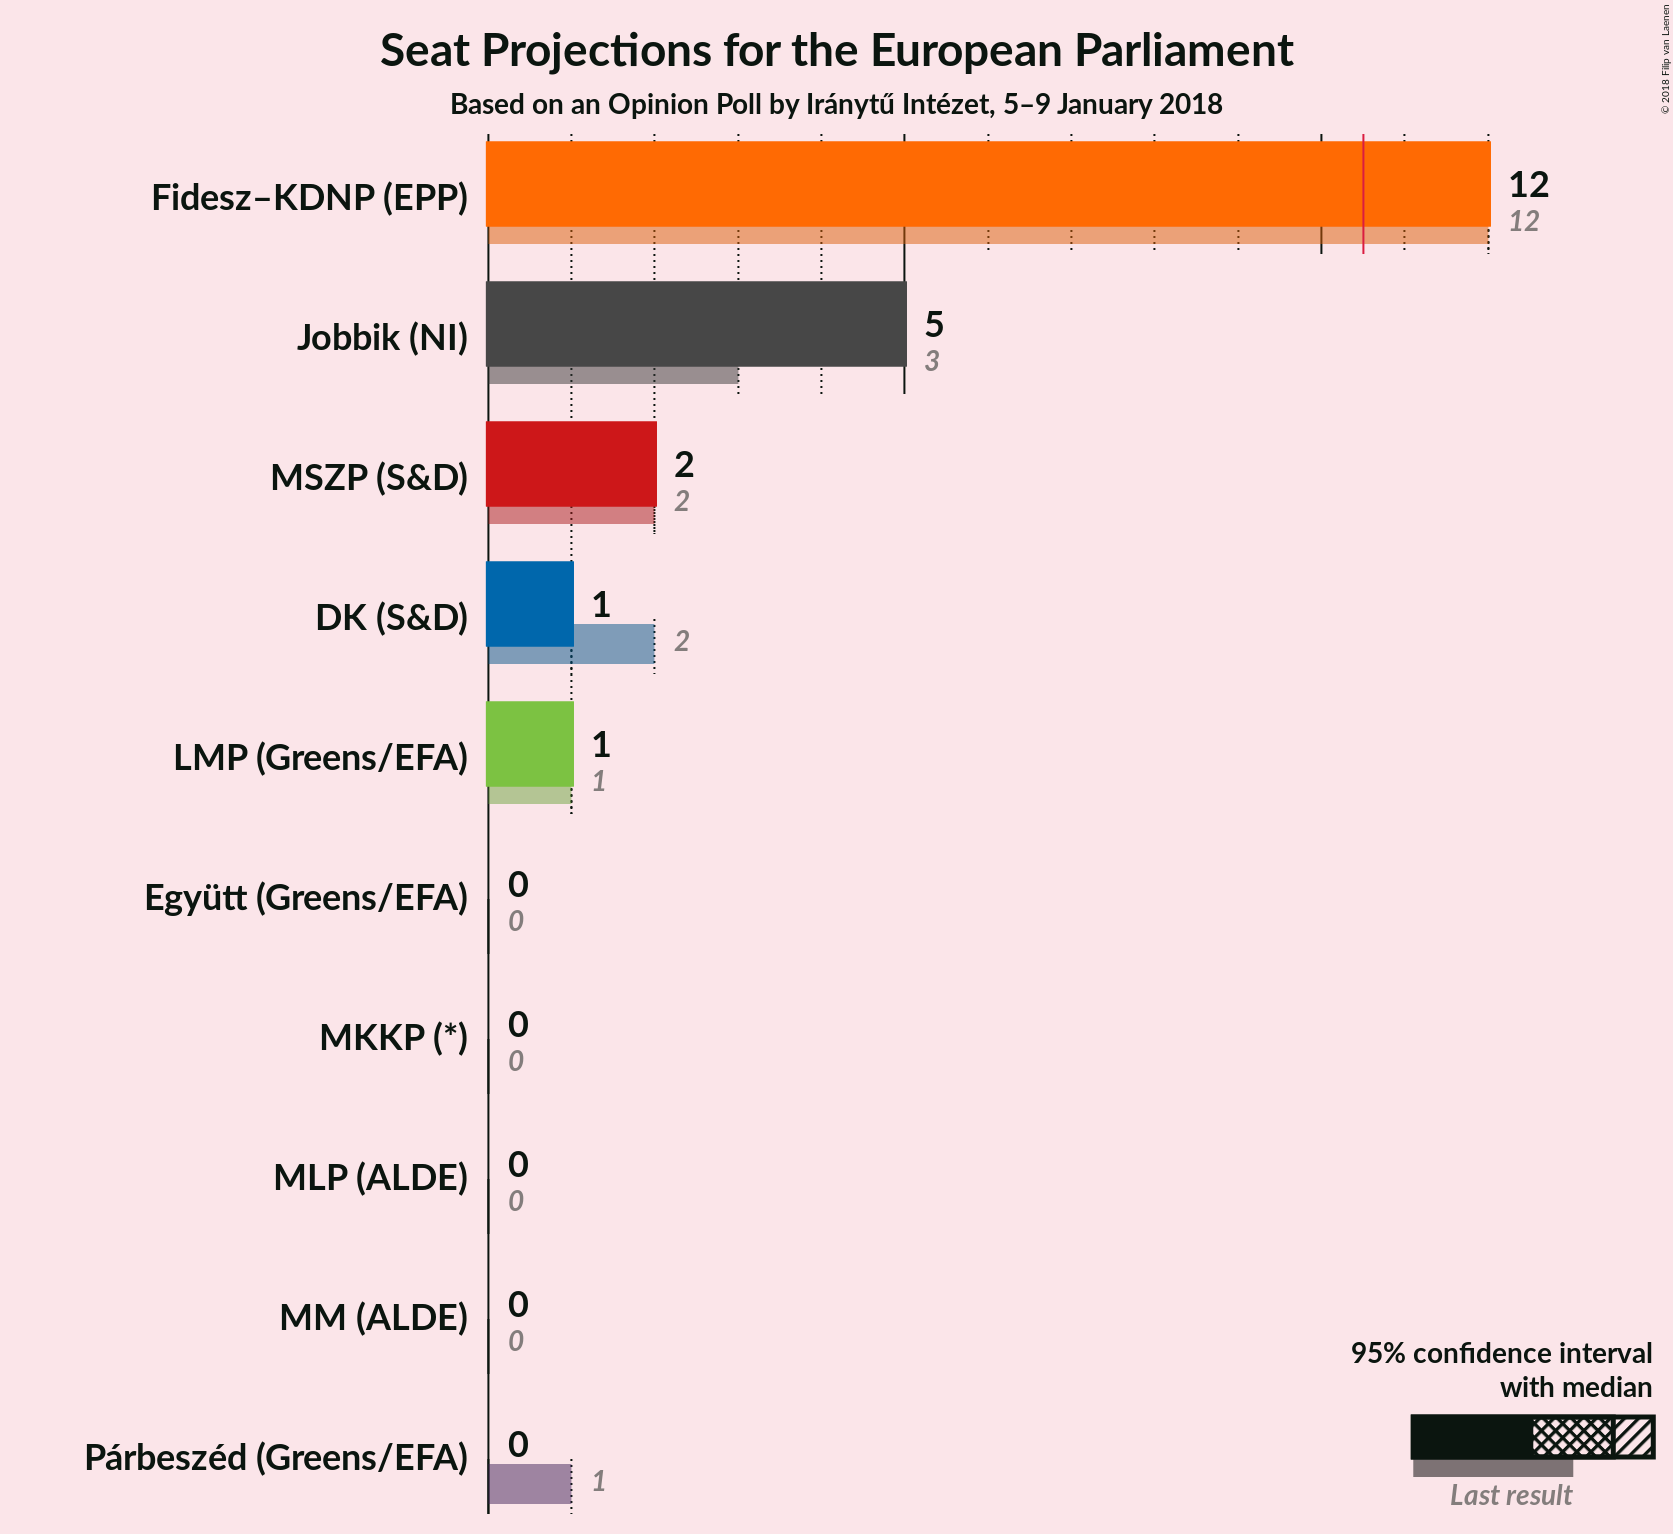 Seat Projections for the European Parliament
Based on an Opinion Poll by Iránytű Intézet, 5–9 January 2018
© 2018 Filip van Laenen
Fidesz–KDNP (EPP)
12
12
Jobbik (NI)
5
3
MSZP (S&D)
2
2
DK (S&D)
1
2
LMP (Greens/EFA)
1
1
Együtt (Greens/EFA)
0
0
MKKP (*)
0
0
MLP (ALDE)
0
0
MM (ALDE)
0
0
Párbeszéd (Greens/EFA)
0
1
95% confidence interval
with median
Last result